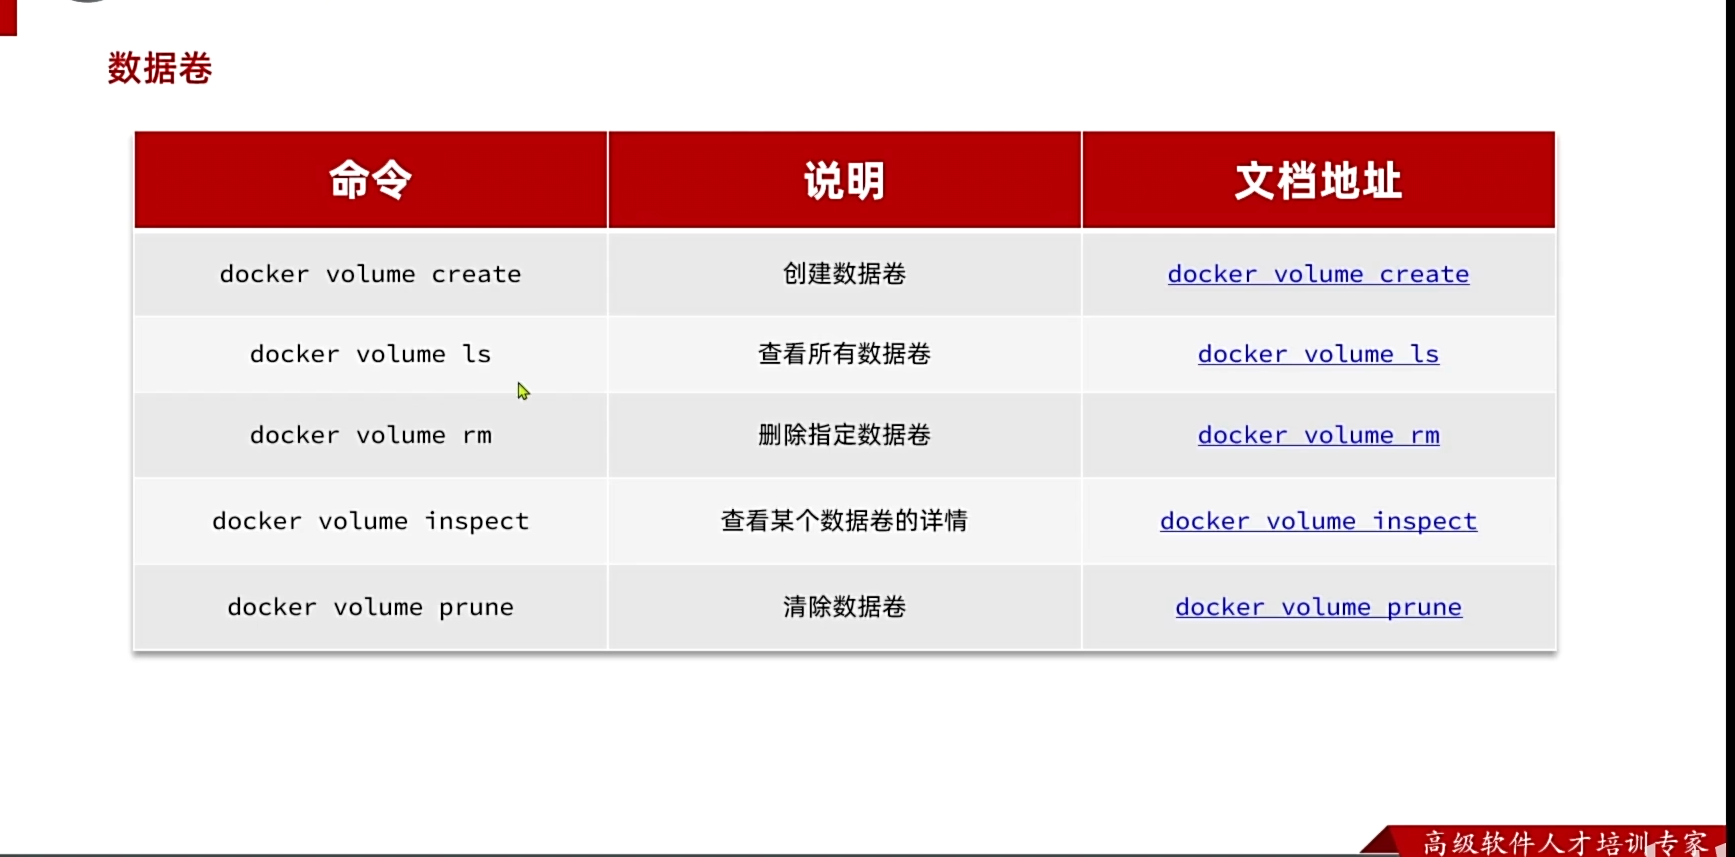 数据卷
命令 说明 文档地址
docker volume create 创建数据卷 docker volume create
docker volume ls 查看所有数据卷 docker volume ls
docker volume rm 删除指定数据卷 docker volume rm
docker volume inspect 查看某个数据卷的详情 docker volume inspect
docker volume prune 清除数据卷 docker volume prune
高级软件人才培训专家